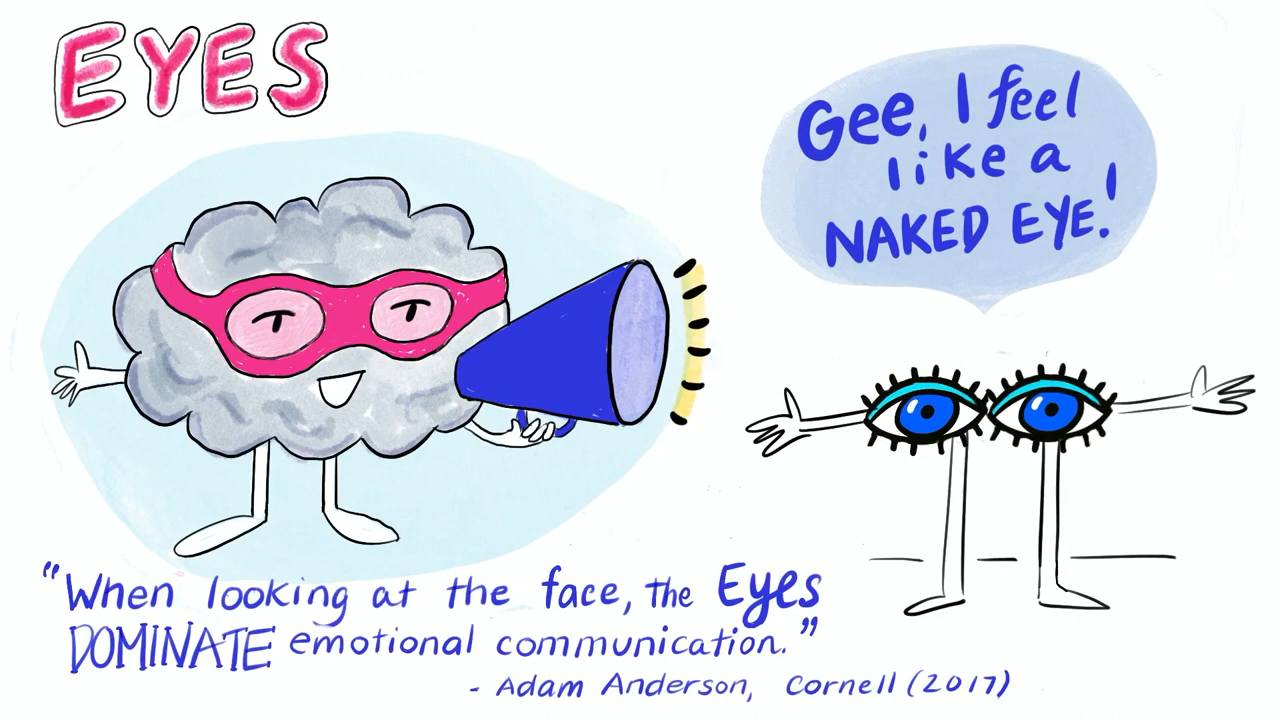 EYES
Gee, I feel
like a
NAKED EYE!
"When looking at the face, the Eyes
DOMINATE emotional communication."
- Adam Anderson, Cornell (2017)